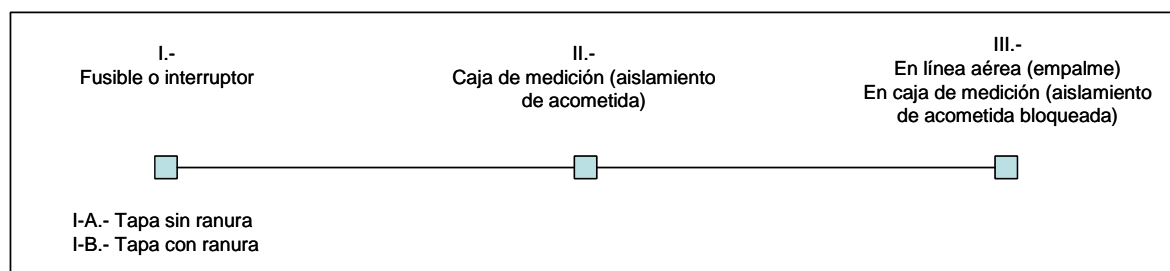 I.-
Fusible o interruptor
II.-
Caja de medición (aislamiento
de acometida)
III.-
En línea aérea (empalme)
En caja de medición (aislamiento
de acometida bloqueada)
I-A.- Tapa sin ranura
I-B.- Tapa con ranura